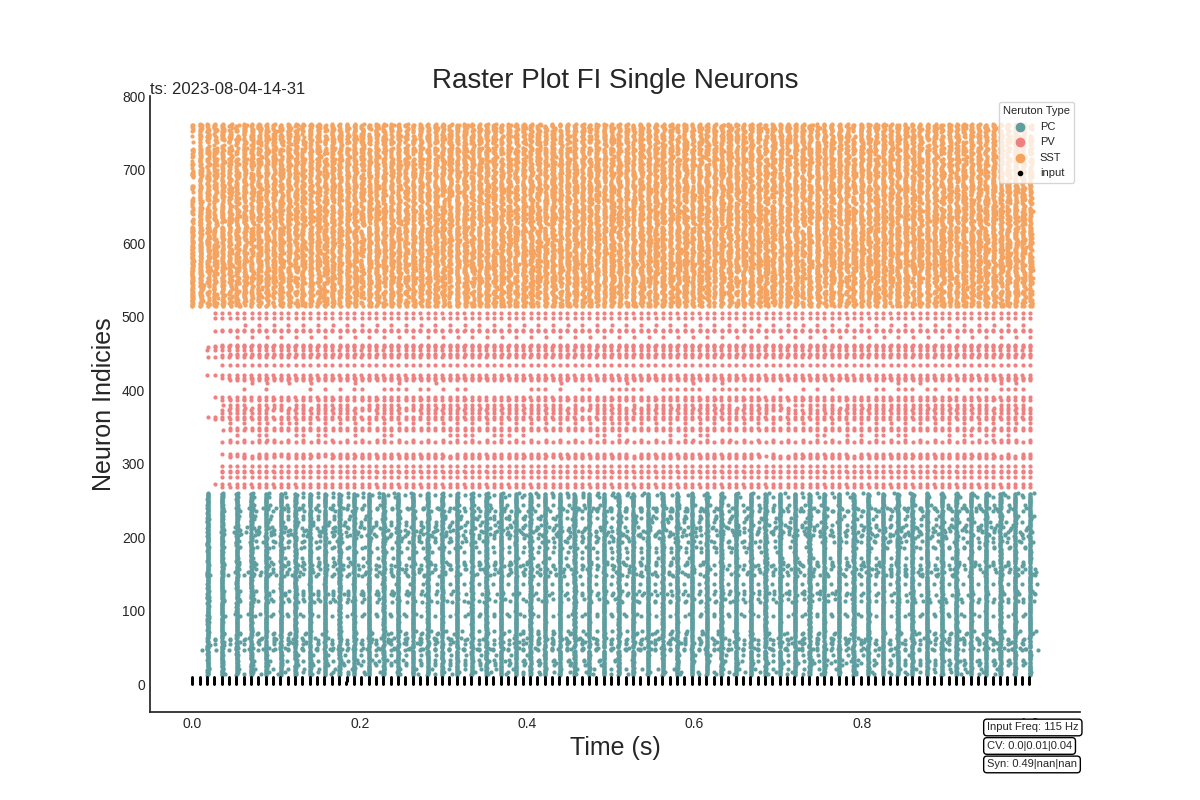 Raster Plot FI Single Neurons
ts: 2023-08-04-14-31
Neruton Type
PC
PV
SST
input
800
700
600
500
400
300
200
100
0
Neuron Indicies
0.0 0.2 0.4 0.6 0.8
Time (s)
Input Freq: 115 Hz
CV: 0.0|0.01|0.04
Syn: 0.49|nan|nan